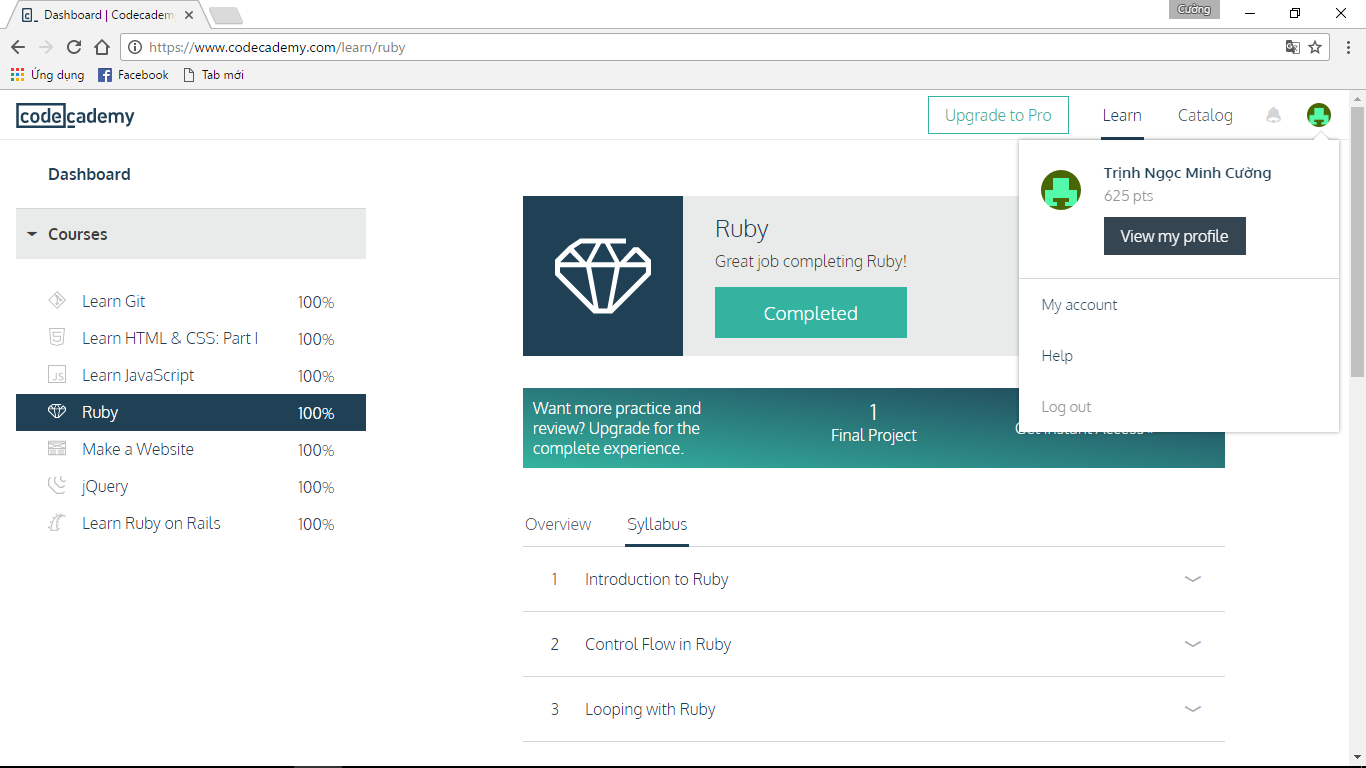 Dashboard | Codecadem
Cường
https://www.codecademy.com/learn/ruby
Ứng dụng
Facebook
Tab mới
codecademy
Upgrade to Pro
Learn
Catalog
Trịnh Ngọc Minh Cường
625 pts
View my profile
My account
Help
Log out
Dashboard
Courses
Learn Git 100%
Learn HTML & CSS: Part I 100%
JS Learn JavaScript 100%
Ruby 100%
Make a Website 100%
jQuery 100%
Learn Ruby on Rails 100%
Ruby
Great job completing Ruby!
Completed
Want more practice and
review? Upgrade for the
complete experience.
1
Final Project
Get Instant Access
Overview
Syllabus
1 Introduction to Ruby
2 Control Flow in Ruby
3 Looping with Ruby